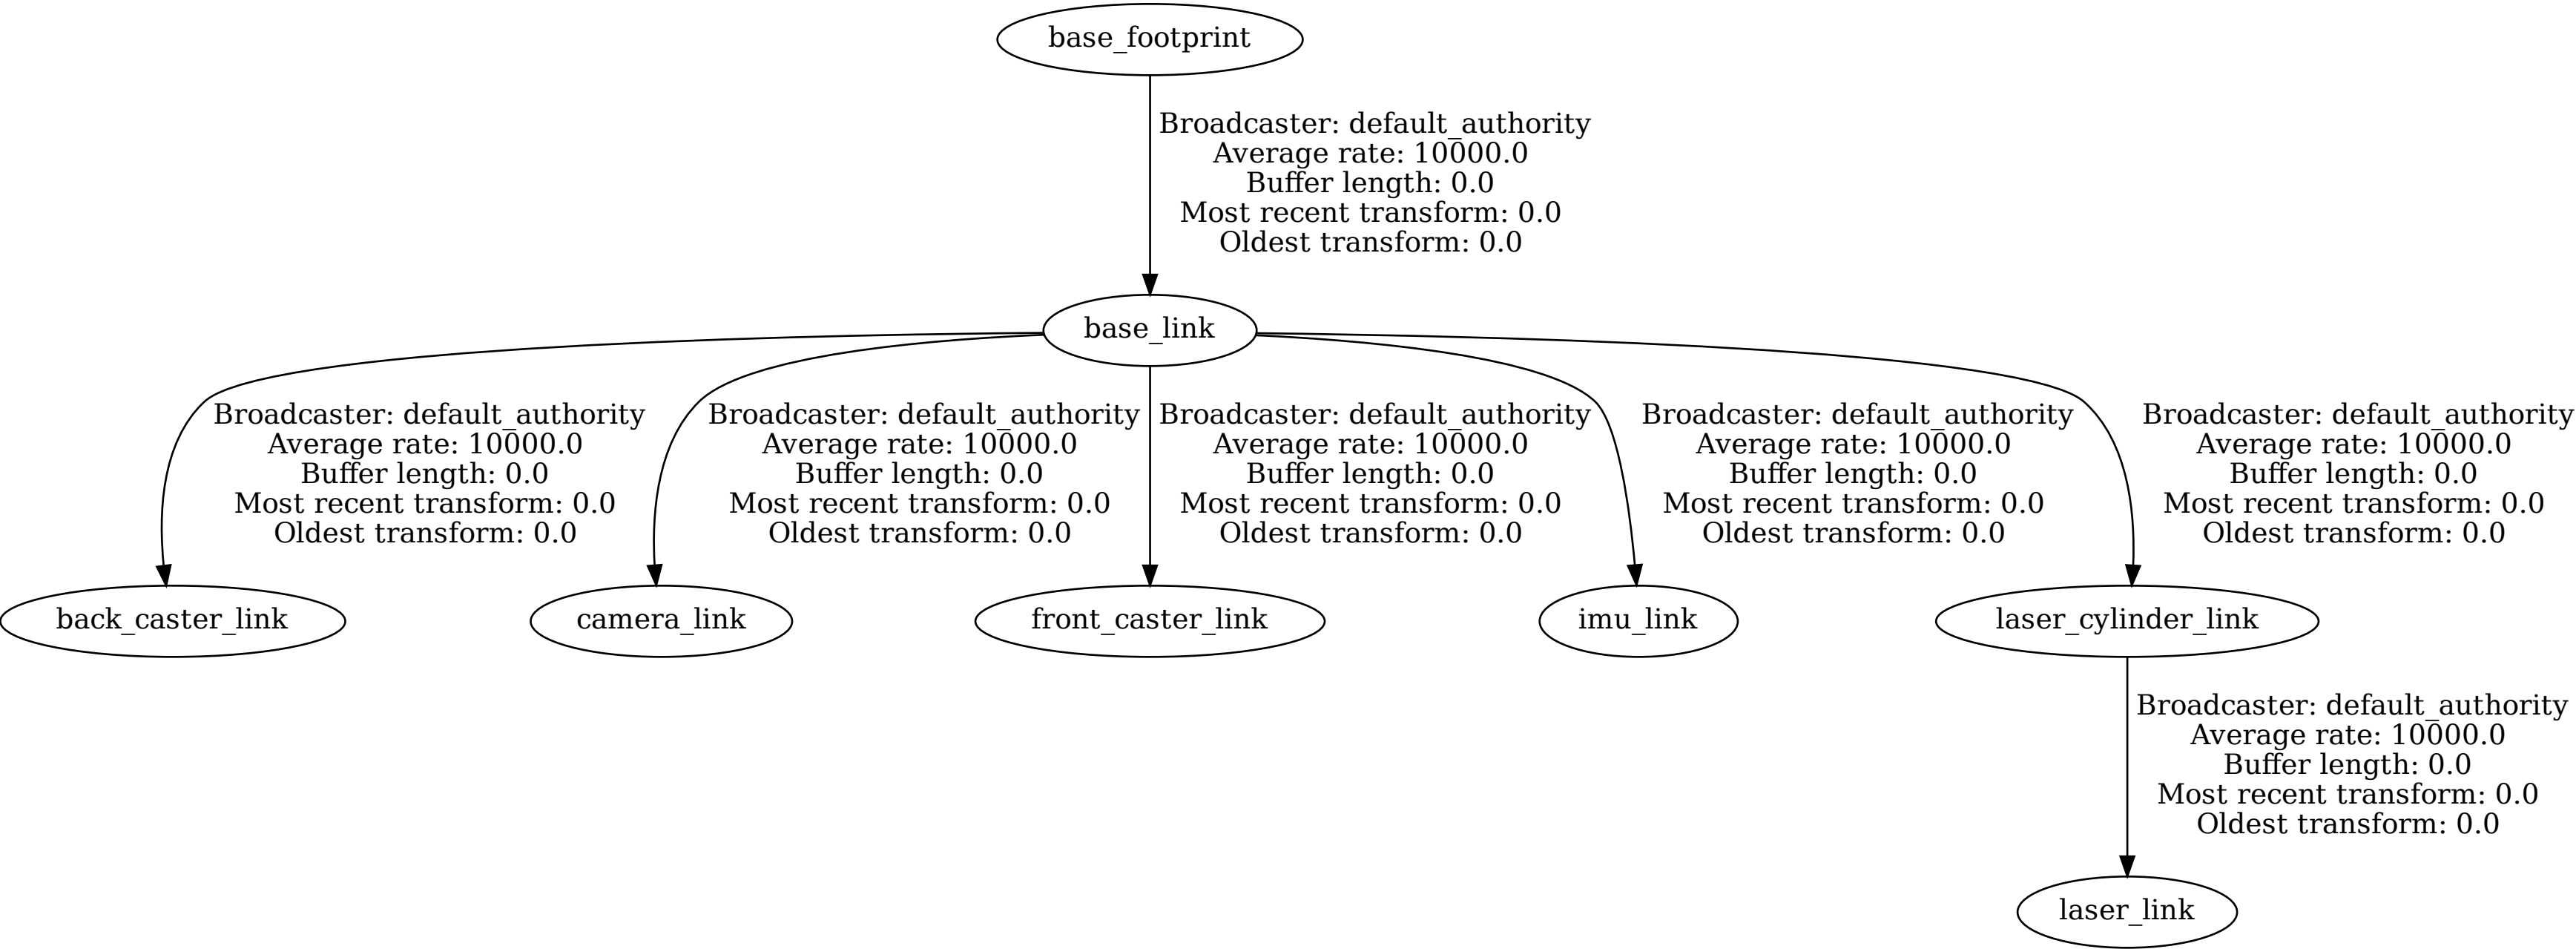 base_footprint
Broadcaster: default_authority
Average rate: 10000.0
Buffer length: 0.0
Most recent transform: 0.0
Oldest transform: 0.0
base_link
Broadcaster: default_authority
Average rate: 10000.0
Buffer length: 0.0
Most recent transform: 0.0
Oldest transform: 0.0
Broadcaster: default_authority
Average rate: 10000.0
Buffer length: 0.0
Most recent transform: 0.0
Oldest transform: 0.0
Broadcaster: default_authority
Average rate: 10000.0
Buffer length: 0.0
Most recent transform: 0.0
Oldest transform: 0.0
Broadcaster: default_authority
Average rate: 10000.0
Buffer length: 0.0
Most recent transform: 0.0
Oldest transform: 0.0
Broadcaster: default_authority
Average rate: 10000.0
Buffer length: 0.0
Most recent transform: 0.0
Oldest transform: 0.0
back_caster_link
camera_link
front_caster_link
imu_link
laser_cylinder_link
Broadcaster: default_authority
Average rate: 10000.0
Buffer length: 0.0
Most recent transform: 0.0
Oldest transform: 0.0
laser_link